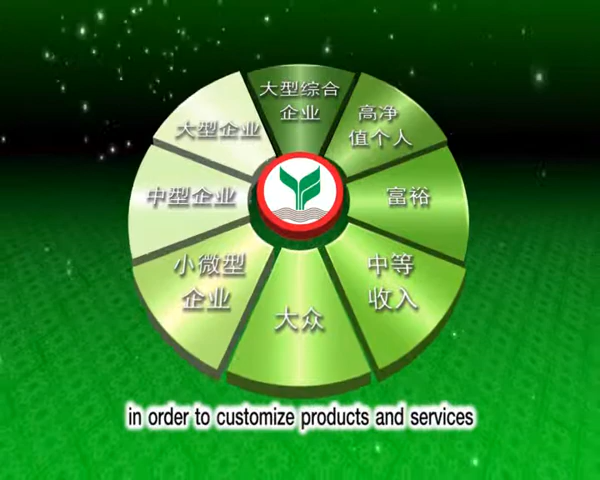 大型综合
企业
高净
值个人
富裕
中等
收入
大众
小微型
企业
中型企业
大型企业
in order to customize products and services